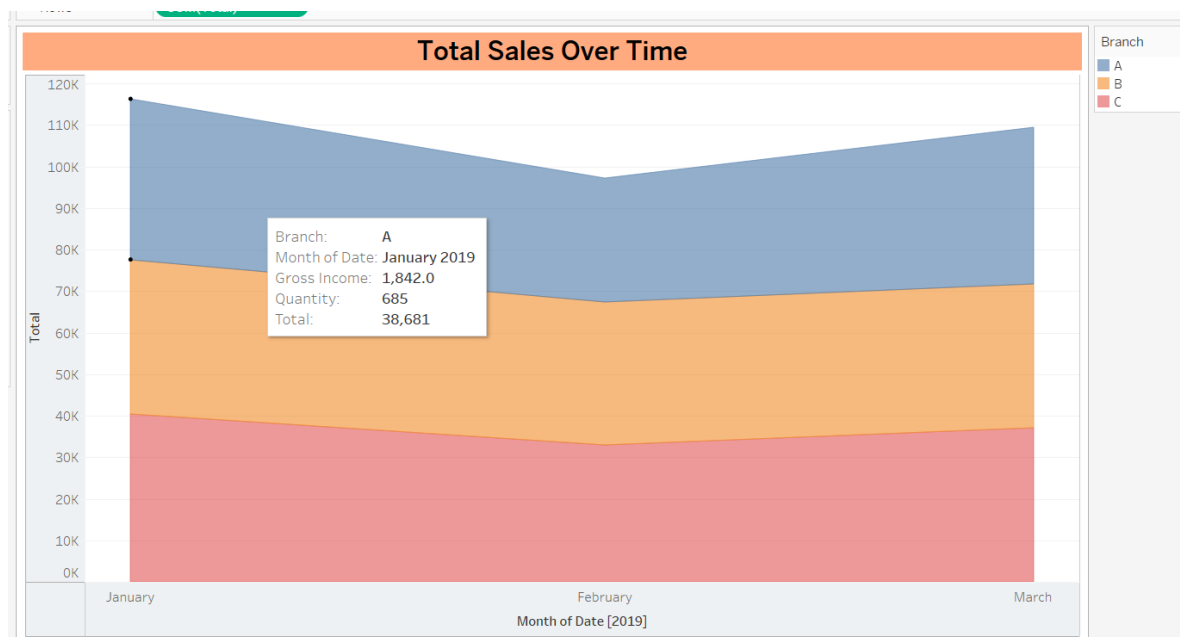 Total Sales Over Time
Branch
A
B
C
120K
110K
100K
90K
80K
70K
60K
50K
40K
30K
20K
10K
0K
Total
Branch: A
Month of Date: January 2019
Gross Income: 1,842.0
Quantity: 685
Total: 38,681
January February March
Month of Date [2019]